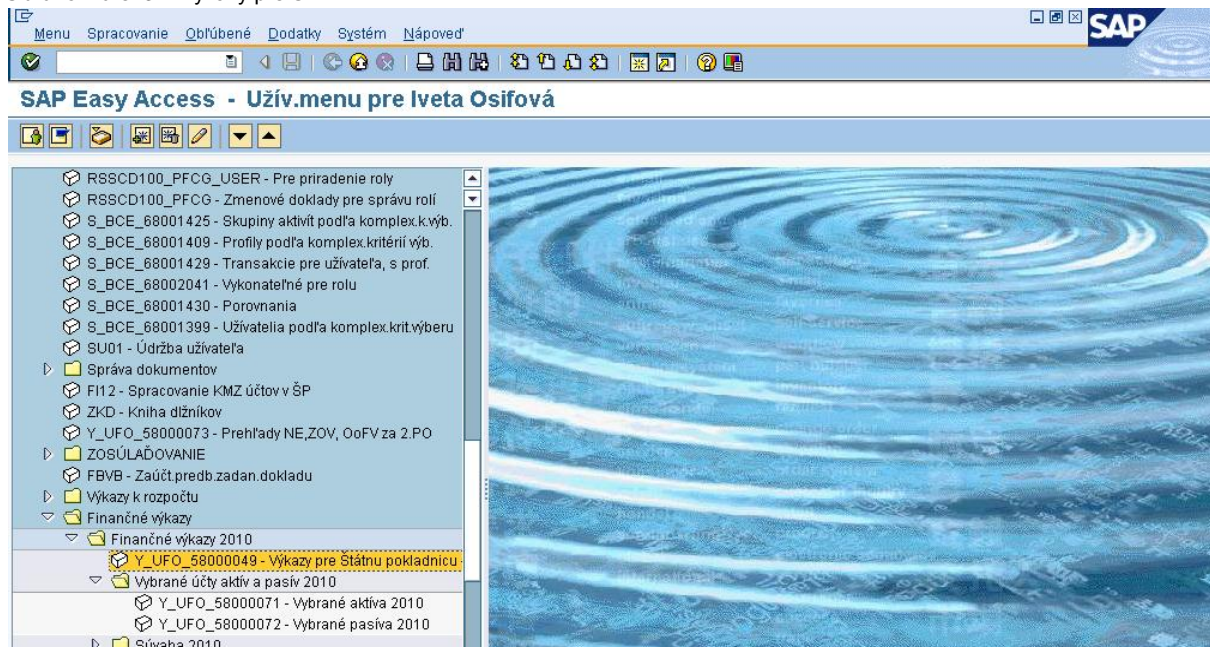 Menu Spracovanie Obľúbené Dodatky Systém Nápoveď
SAP
SAP Easy Access - Užív.menu pre Iveta Osifová
RSSCD100_PFCG_USER - Pre priradenie roly
RSSCD100_PFCG - Zmenové doklady pre správu rolí
S_BCE_68001425 - Skupiny aktivít podľa komplex.k.výb.
S_BCE_68001409 - Profily podľa komplex.kritérií výb.
S_BCE_68001429 - Transakcie pre užívateľa, s prof.
S_BCE_68002041 - Vykonateľné pre rolu
S_BCE_68001430 - Porovnania
S_BCE_68001399 - Užívatelia podľa komplex.krit.výberu
SU01 - Údržba užívateľa
Správa dokumentov
FI12 - Spracovanie KMZ účtov v ŠP
ZKD - Kniha dlžníkov
Y_UFO_58000073 - Prehľady NE,ZOV, OoFV za 2.PO
ZOSÚLAĎOVANIE
FBVB - Zaúčt.predb.zadan.dokladu
Výkazy k rozpočtu
Finančné výkazy
Finančné výkazy 2010
Y_UFO_58000049 - Výkazy pre Štátnu pokladnicu
Vybrané účty aktív a pasív 2010
Y_UFO_58000071 - Vybrané aktíva 2010
Y_UFO_58000072 - Vybrané pasíva 2010
Súvaha 2010